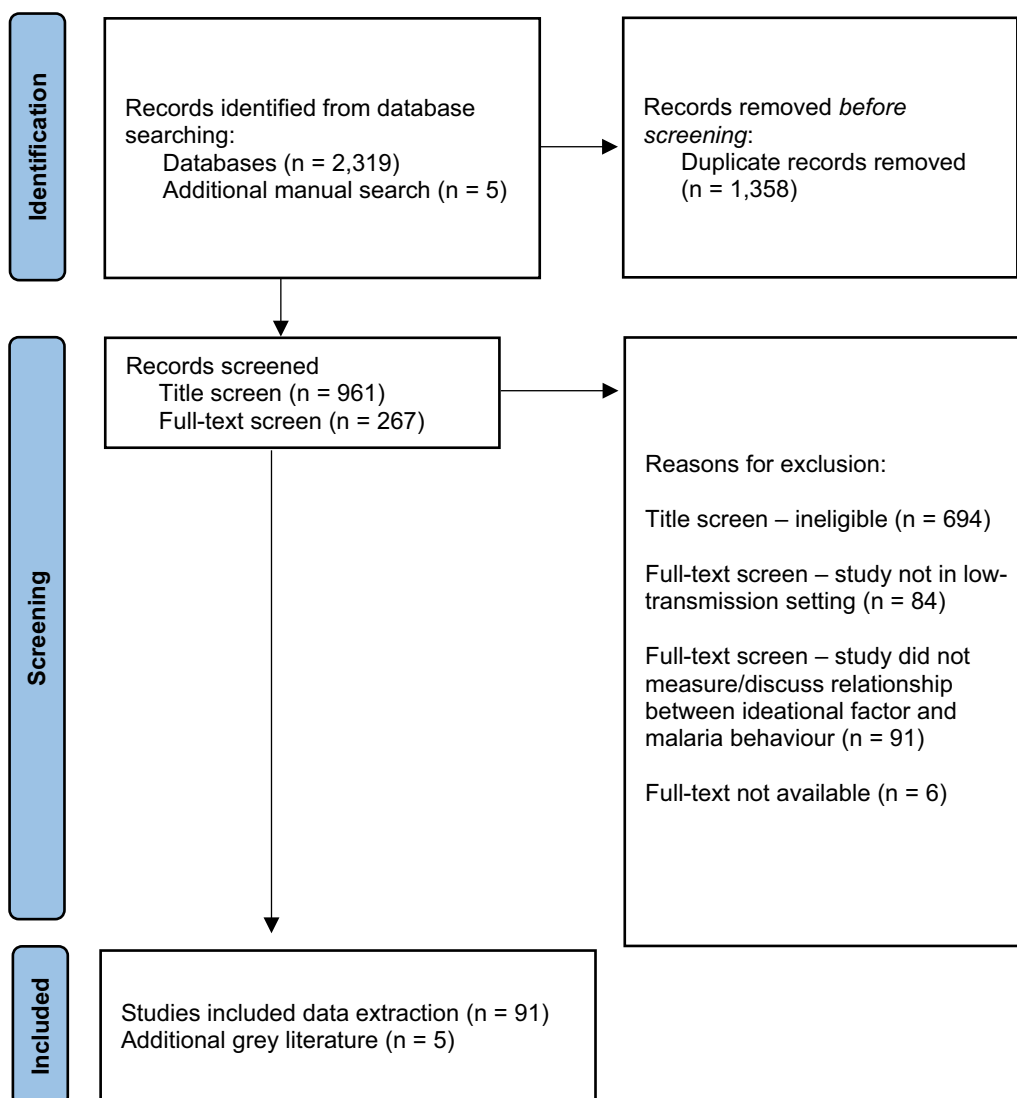 Identification
Records identified from database
searching:
Databases (n = 2,319)
Additional manual search (n = 5)
Records removed before
screening:
Duplicate records removed
(n = 1,358)
Screening
Records screened
Title screen (n = 961)
Full-text screen (n = 267)
Reasons for exclusion:
Title screen – ineligible (n = 694)
Full-text screen – study not in low-
transmission setting (n = 84)
Full-text screen – study did not
measure/discuss relationship
between ideational factor and
malaria behaviour (n = 91)
Full-text not available (n = 6)
Included
Studies included data extraction (n = 91)
Additional grey literature (n = 5)